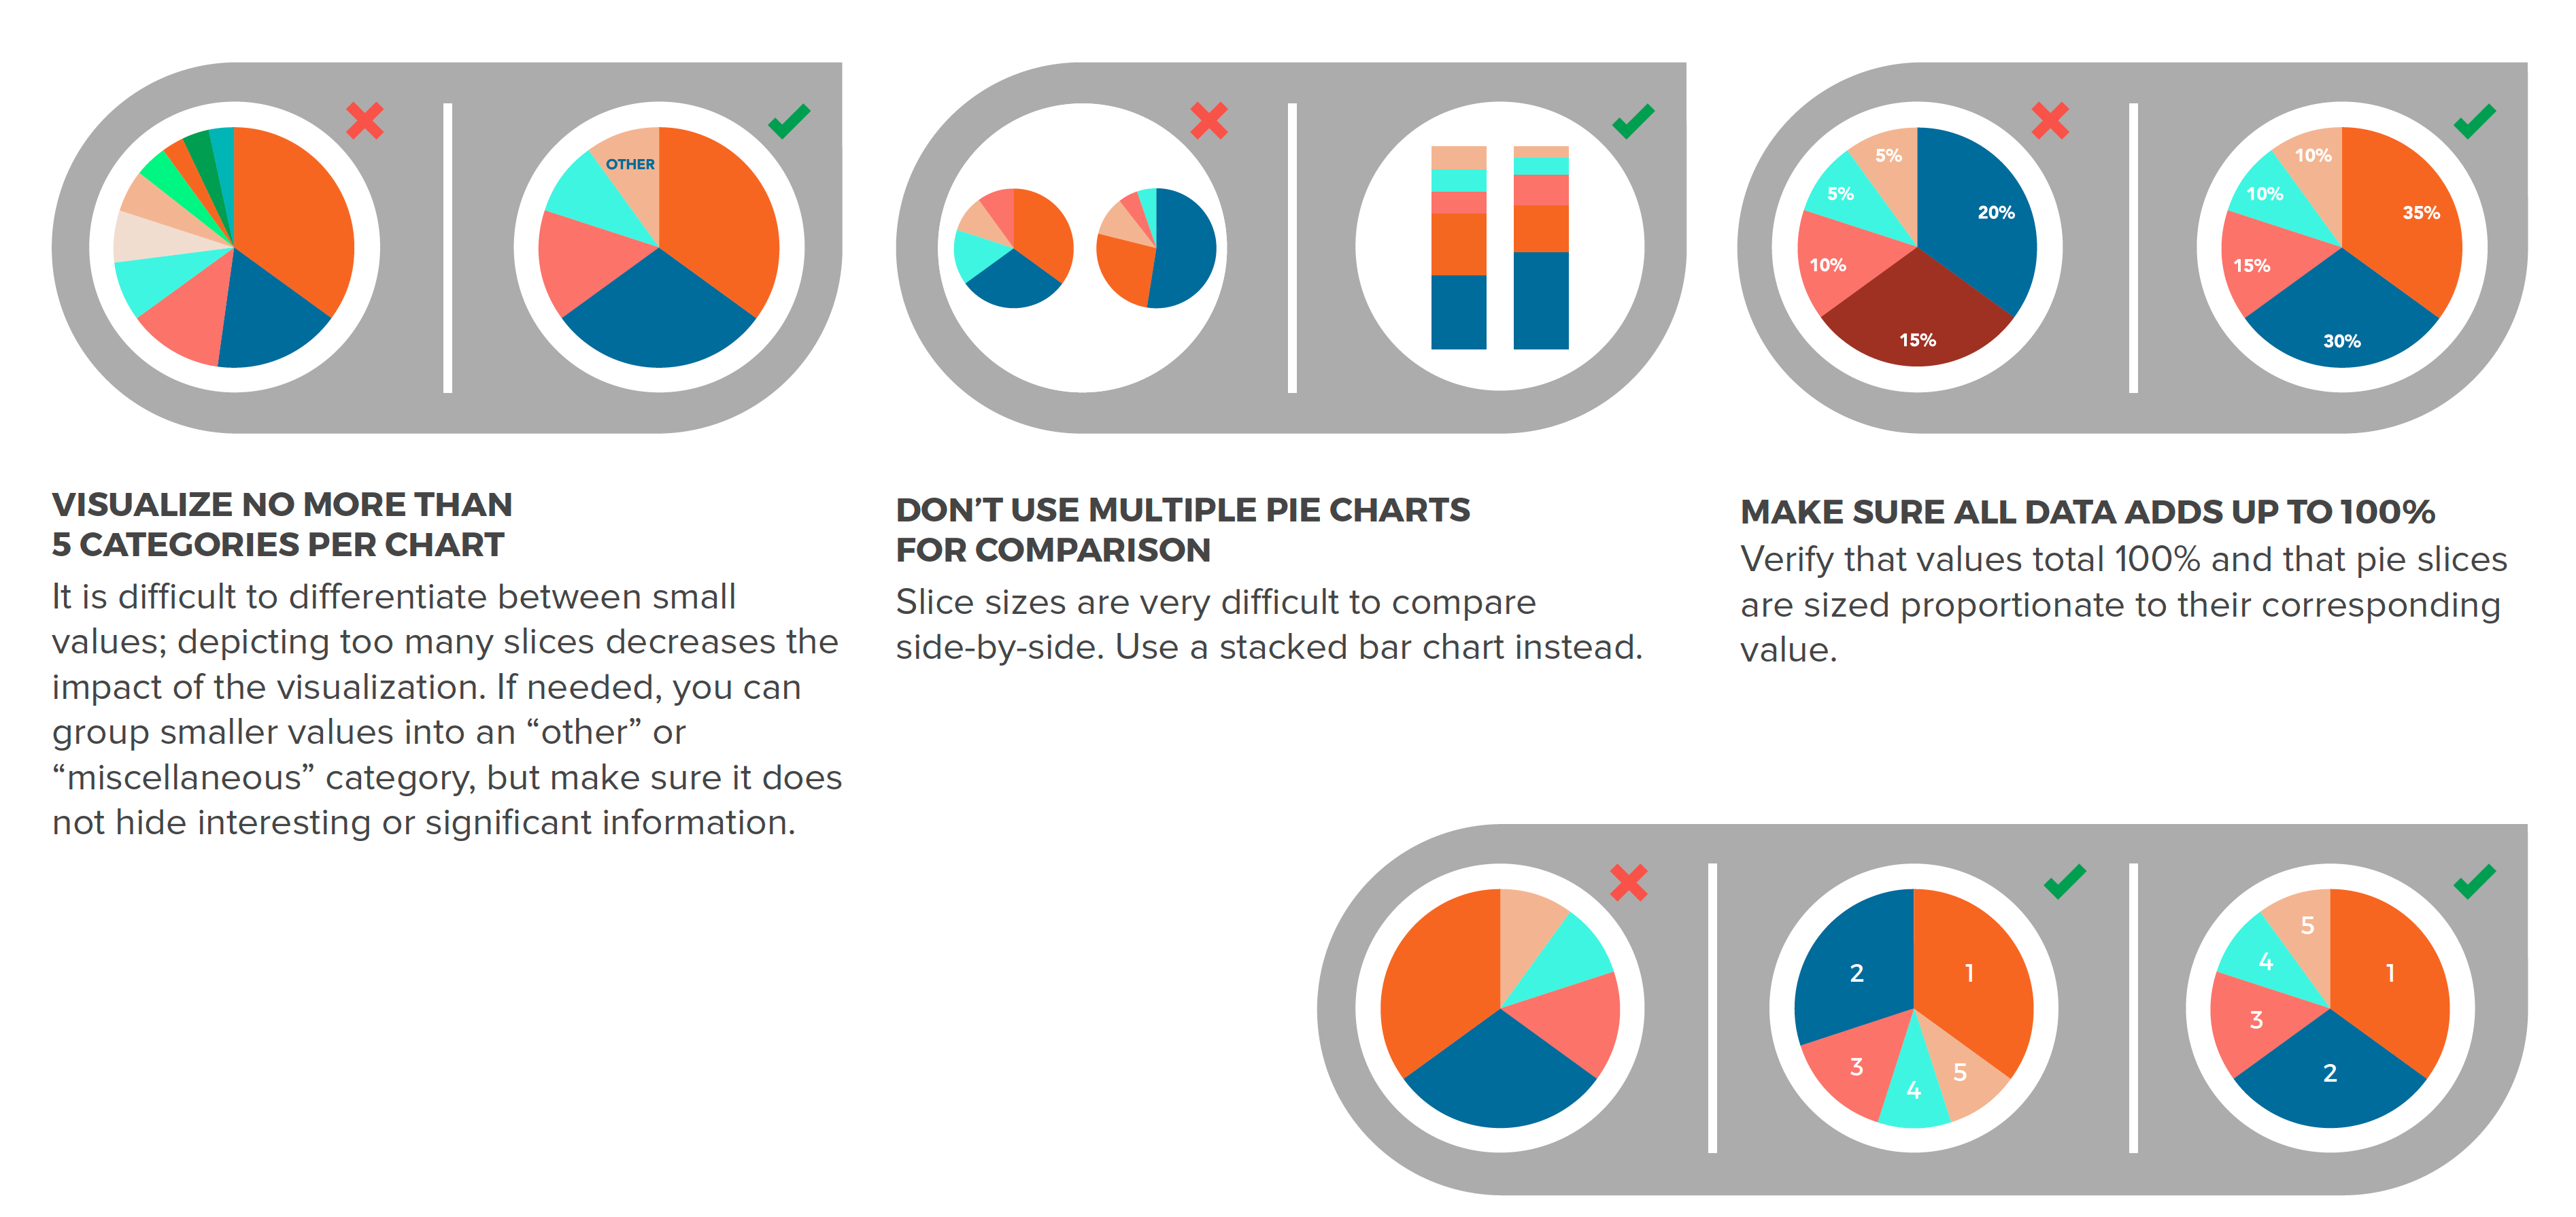 OTHER
VISUALIZE NO MORE THAN
5 CATEGORIES PER CHART
It is difficult to differentiate between small
values; depicting too many slices decreases the
impact of the visualization. If needed, you can
group smaller values into an “other” or
“miscellaneous” category, but make sure it does
not hide interesting or significant information.
DON’T USE MULTIPLE PIE CHARTS
FOR COMPARISON
Slice sizes are very difficult to compare
side-by-side. Use a stacked bar chart instead.
5%
5%
20%
10%
15%
10%
10%
35%
15%
30%
MAKE SURE ALL DATA ADDS UP TO 100%
Verify that values total 100% and that pie slices
are sized proportionate to their corresponding
value.
2
1
3
4
5
5
4
1
3
2